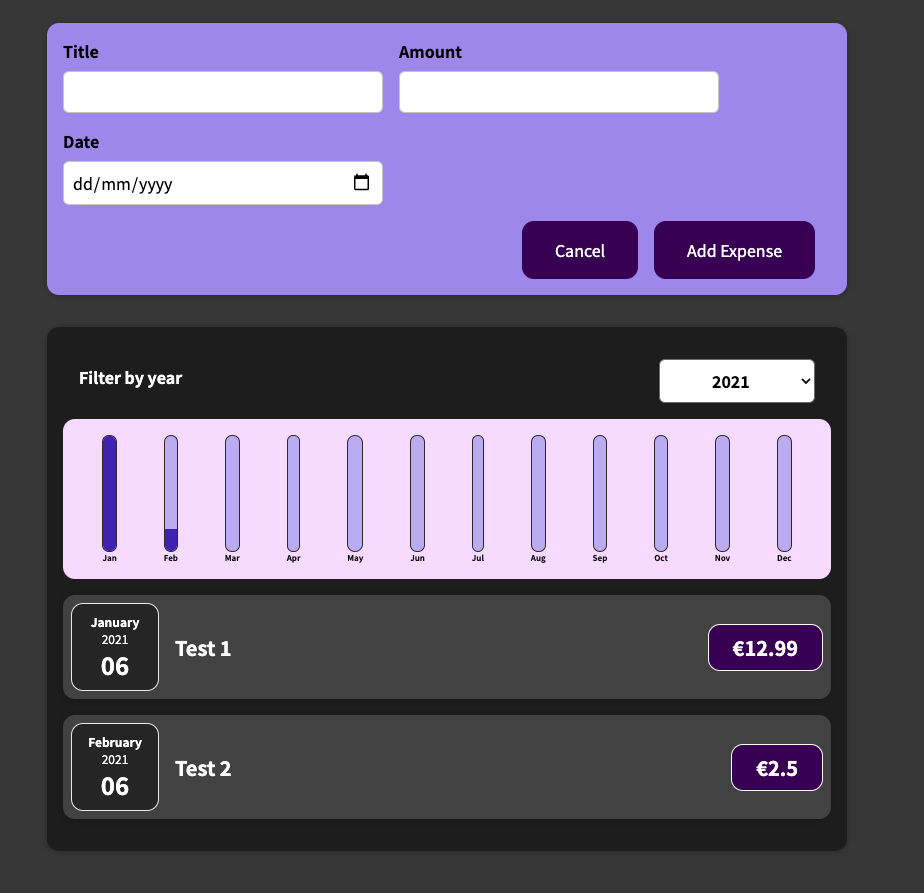 Title Amount
Date
dd/mm/yyyy
Cancel Add Expense
Filter by year 2021
Jan Feb Mar Apr May Jun Jul Aug Sep Oct Nov Dec
January
2021
06
Test 1
€12.99
February
2021
06
Test 2
€2.5